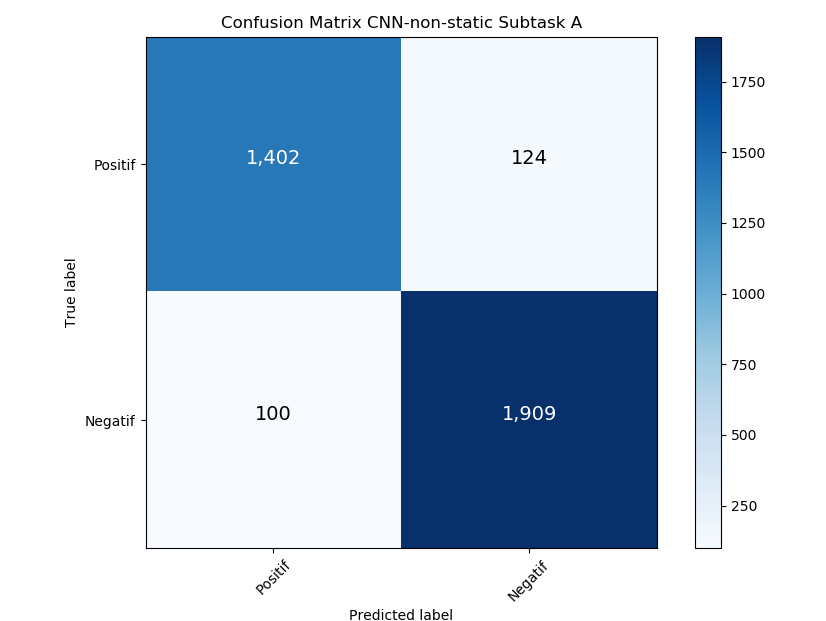 Confusion Matrix CNN-non-static Subtask A
True label
Positif
1,402
124
Negatif
100
1,909
Positif
Negatif
Predicted label
1750
1500
1250
1000
750
500
250